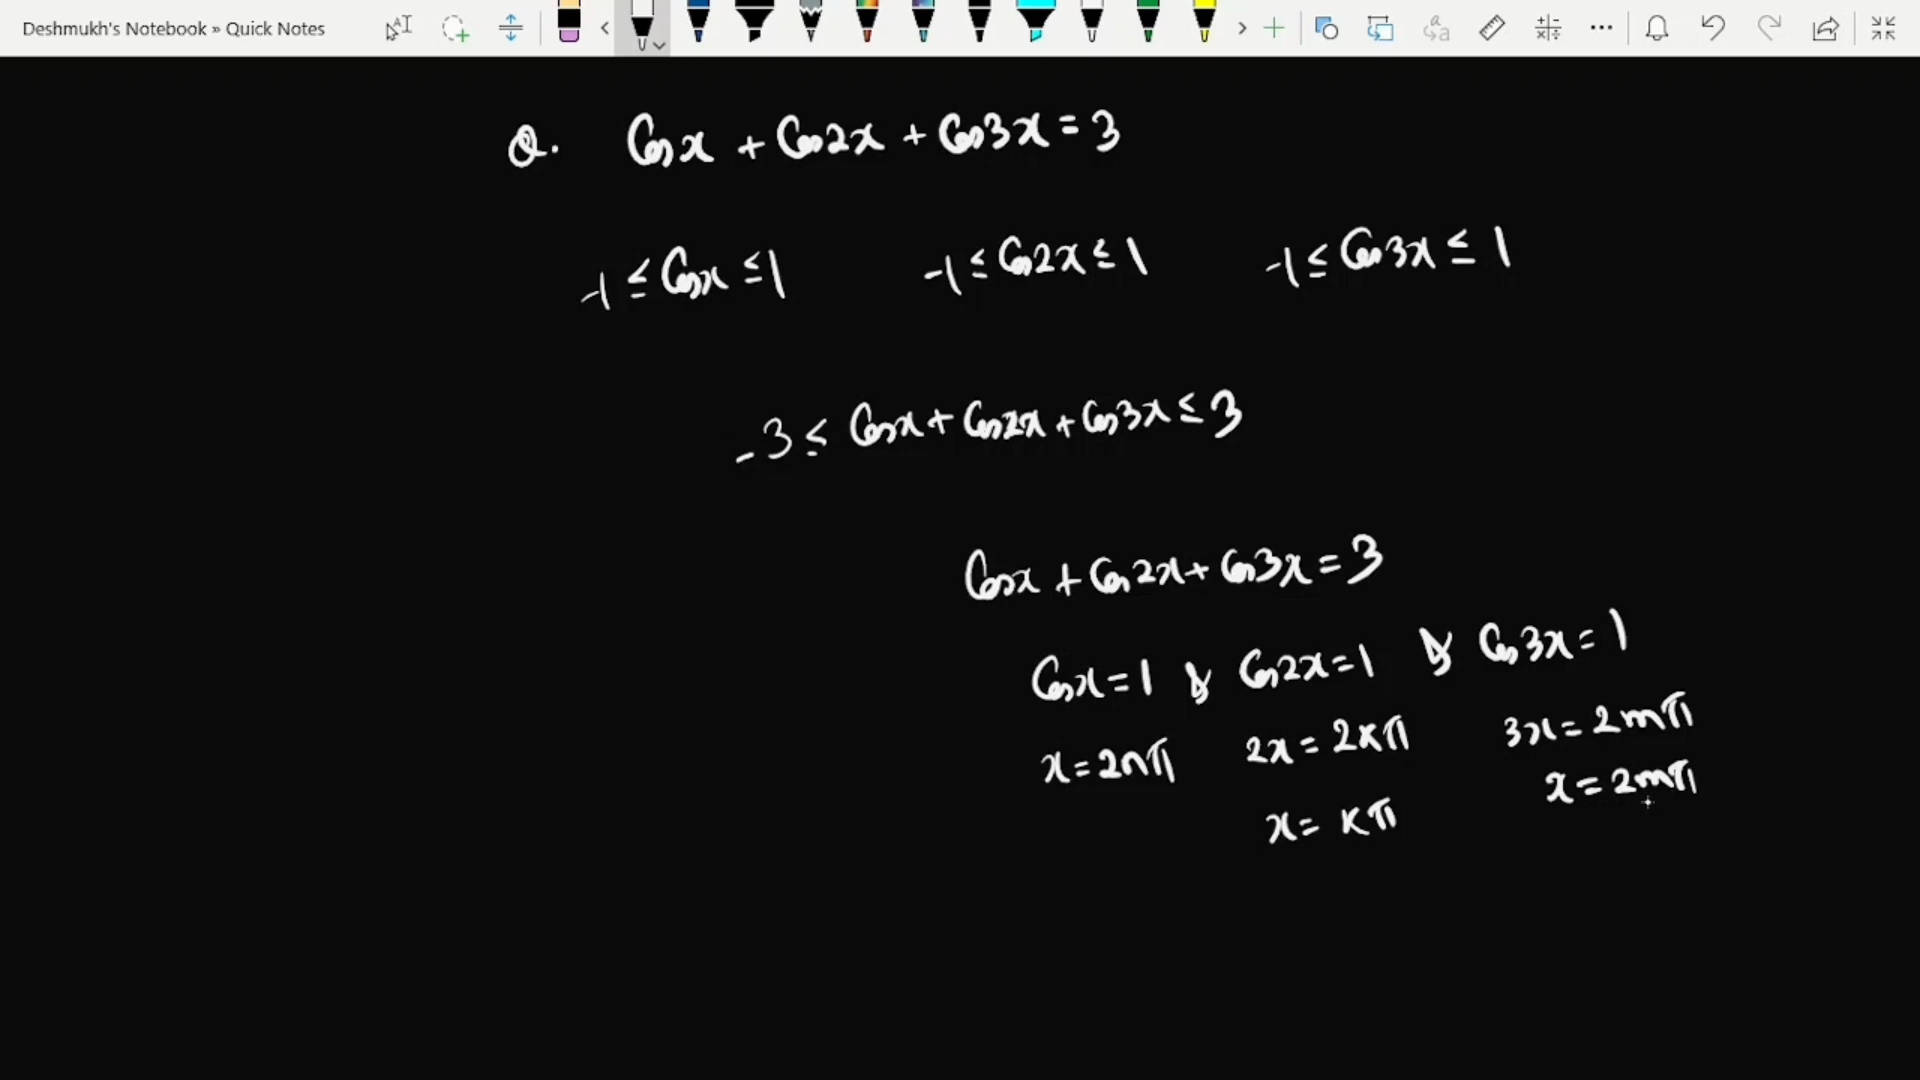 Deshmukh's Notebook » Quick Notes
Q. Cosx + Cos2x + Cos3x = 3
-1 ≤ Cosx ≤ 1 -1 ≤ Cos2x ≤ 1 -1 ≤ Cos3x ≤ 1
-3 ≤ Cosx + Cos2x + Cos3x ≤ 3
Cosx + Cos2x + Cos3x = 3
Cosx = 1 & Cos2x = 1 & Cos3x = 1
x = 2nπ 2x = 2kπ 3x = 2mπ
x = kπ x = 2mπ